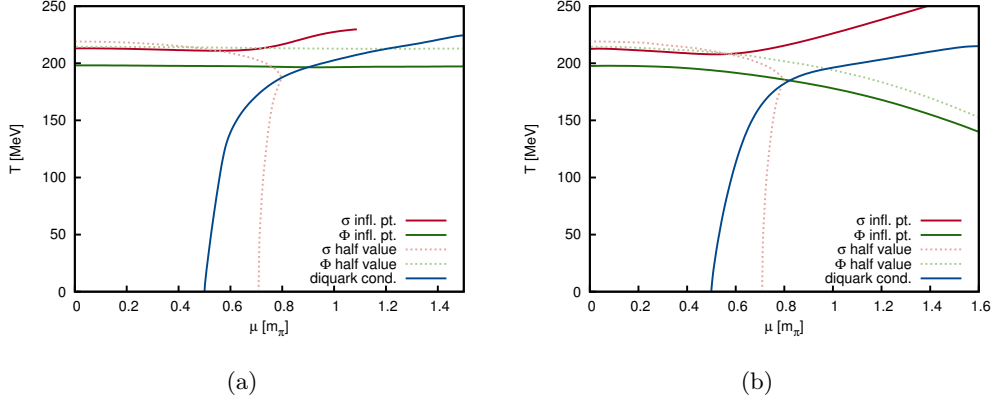 250
200
150
100
50
0
T [MeV]
σ infl. pt.
Φ infl. pt.
σ half value
Φ half value
diquark cond.
0 0.2 0.4 0.6 0.8 1 1.2 1.4
μ [mπ]
(a)
250
200
150
100
50
0
T [MeV]
σ infl. pt.
Φ infl. pt.
σ half value
Φ half value
diquark cond.
0 0.2 0.4 0.6 0.8 1 1.2 1.4 1.6
μ [mπ]
(b)